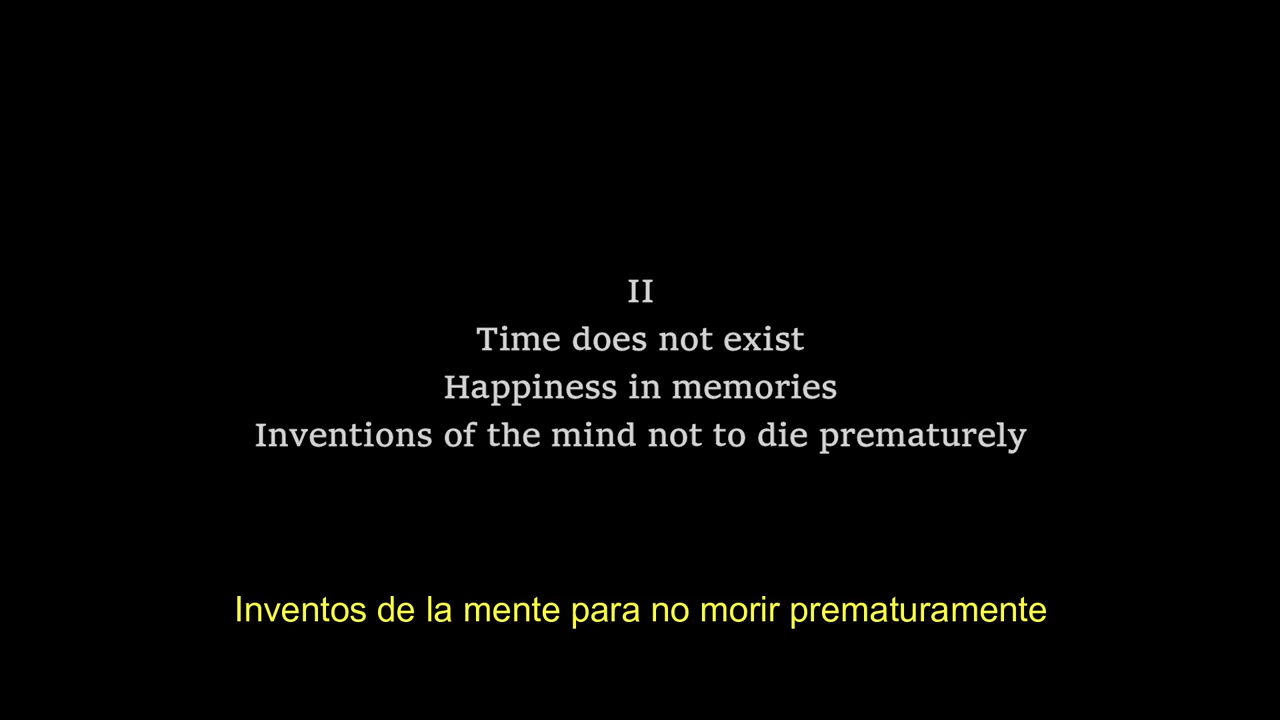 II
Time does not exist
Happiness in memories
Inventions of the mind not to die prematurely
Inventos de la mente para no morir prematuramente